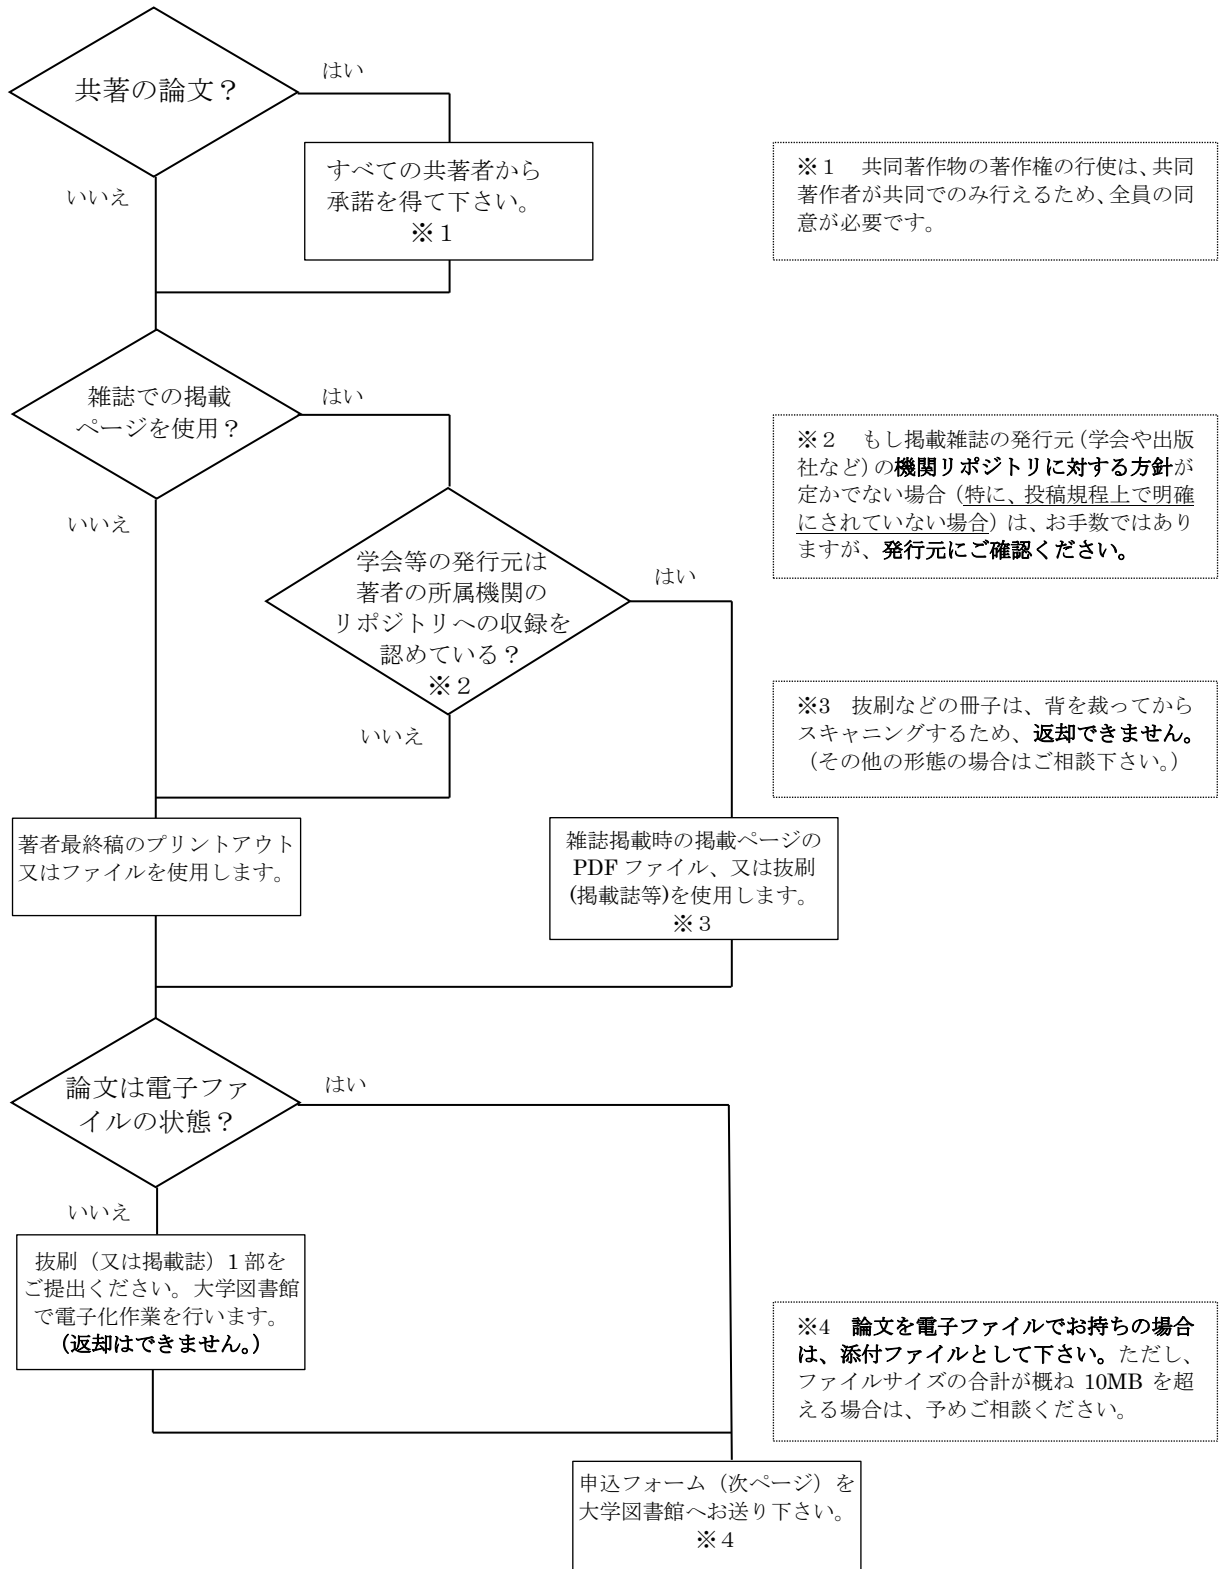 共著の論文？
はい
いいえ
すべての共著者から
承諾を得て下さい。
※１
※１　共同著作物の著作権の行使は、共同
著作者が共同でのみ行えるため、全員の同
意が必要です。
雑誌での掲載
ページを使用？
はい
いいえ
※２　もし掲載雑誌の発行元（学会や出版
社など）の機関リポジトリに対する方針が
定かでない場合（特に、投稿規程上で明確
にされていない場合）は、お手数ではあり
ますが、発行元にご確認ください。
学会等の発行元は
著者の所属機関の
リポジトリへの収録を
認めている？
※２
はい
いいえ
※3　抜刷などの冊子は、背を裁ってから
スキャニングするため、返却できません。
（その他の形態の場合はご相談下さい。）
著者最終稿のプリントアウト
又はファイルを使用します。
雑誌掲載時の掲載ページの
PDF ファイル、又は抜刷
(掲載誌等)を使用します。
※３
論文は電子ファ
イルの状態？
はい
いいえ
抜刷（又は掲載誌）1 部を
ご提出ください。大学図書館
で電子化作業を行います。
（返却はできません。）
※4　論文を電子ファイルでお持ちの場合
は、添付ファイルとして下さい。ただし、
ファイルサイズの合計が概ね 10MB を超
える場合は、予めご相談ください。
申込フォーム（次ページ）を
大学図書館へお送り下さい。
※４